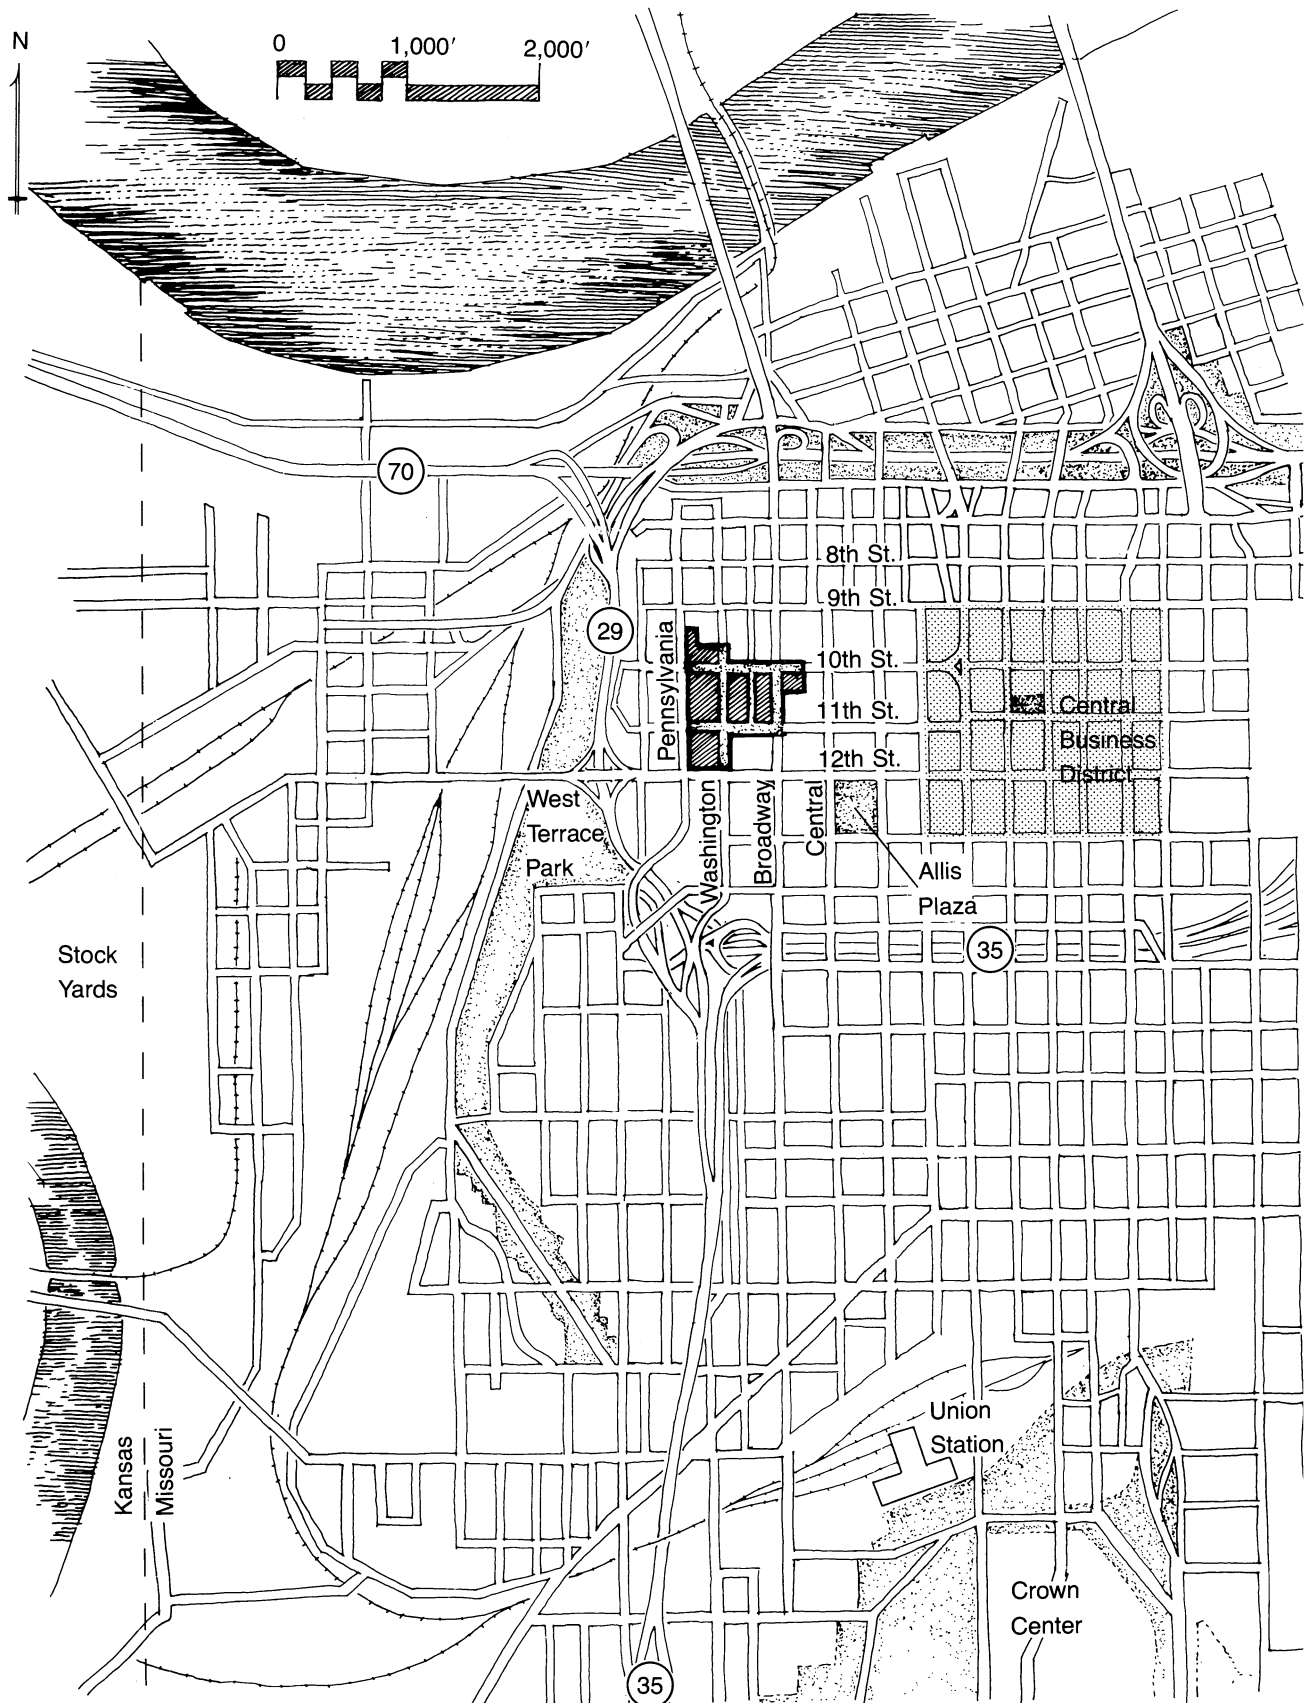 N
0 1,000′ 2,000′
70
8th St.
9th St.
29
Pennsylvania
10th St.
11th St.
Central
Business
District
12th St.
West
Terrace
Park
Washington
Broadway
Central
Allis
Plaza
35
Stock
Yards
Union
Station
Kansas
Missouri
Crown
Center
35